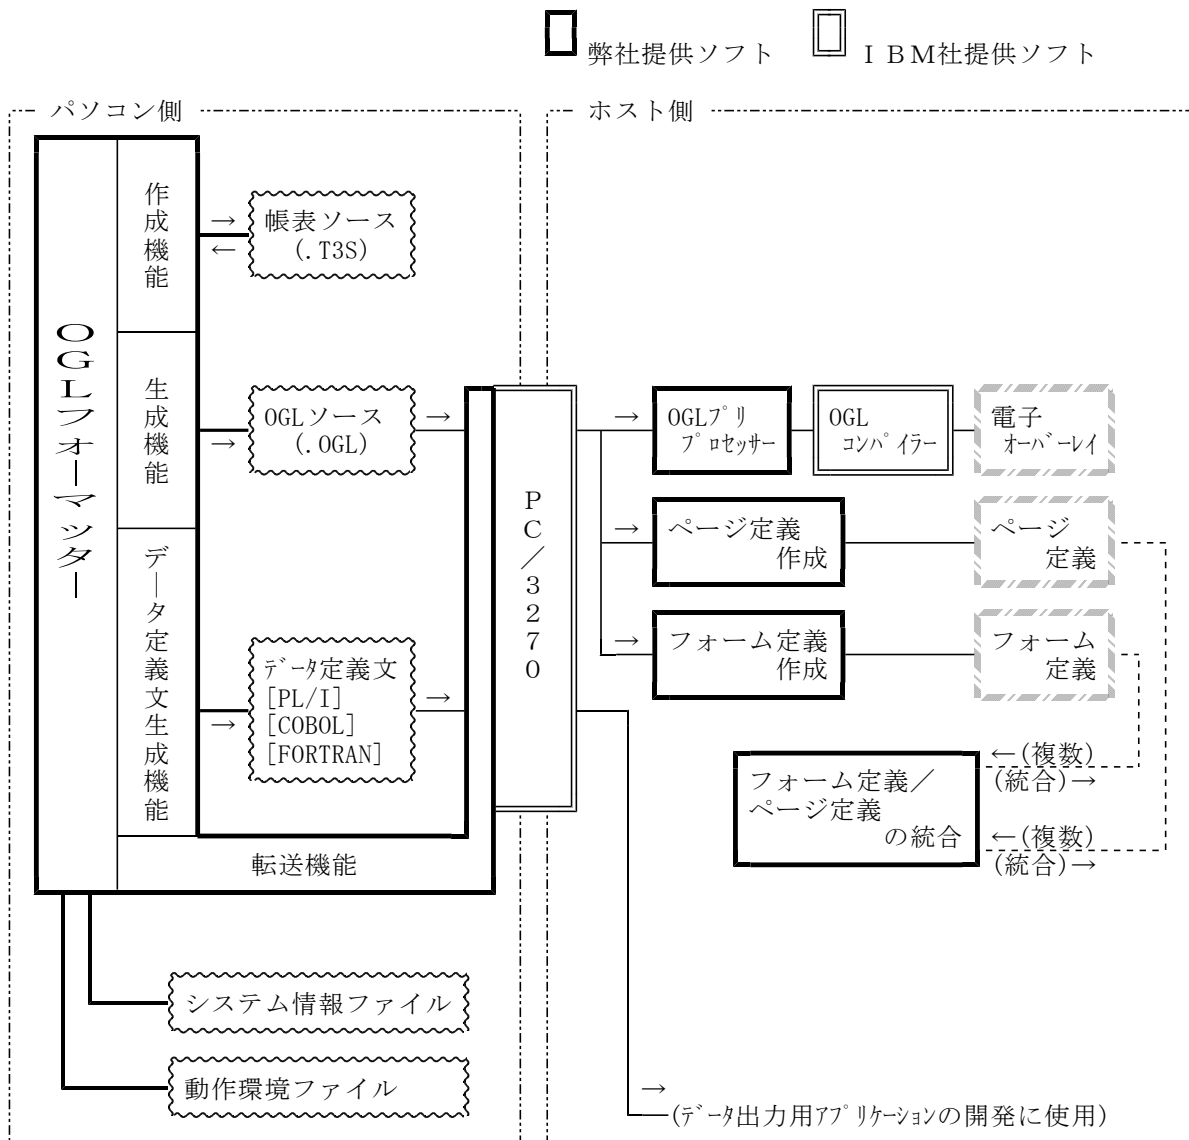 弊社提供ソフト
ＩＢＭ社提供ソフト
パソコン側
ホスト側
ＯＧＬフォーマッター
作成機能
→
←
帳表ソース
(.T3S)
生成機能
→
OGLソース
(.OGL)
→
データ定義文生成機能
→
ﾃﾞｰﾀ定義文
[PL/I]
[COBOL]
[FORTRAN]
→
転送機能
ＰＣ／３２７０
→
OGLﾌﾟﾘ
ﾌﾟﾛｾｯｻｰ
OGL
ｺﾝﾊﾟｲﾗｰ
電子
ｵｰﾊﾞｰﾚｲ
→
ページ定義
作成
ページ
定義
→
フォーム定義
作成
フォーム
定義
フォーム定義／
ページ定義
の統合
←(複数)
(統合)→
←(複数)
(統合)→
システム情報ファイル
動作環境ファイル
→
(ﾃﾞｰﾀ出力用ｱﾌﾟﾘｹｰｼｮﾝの開発に使用)